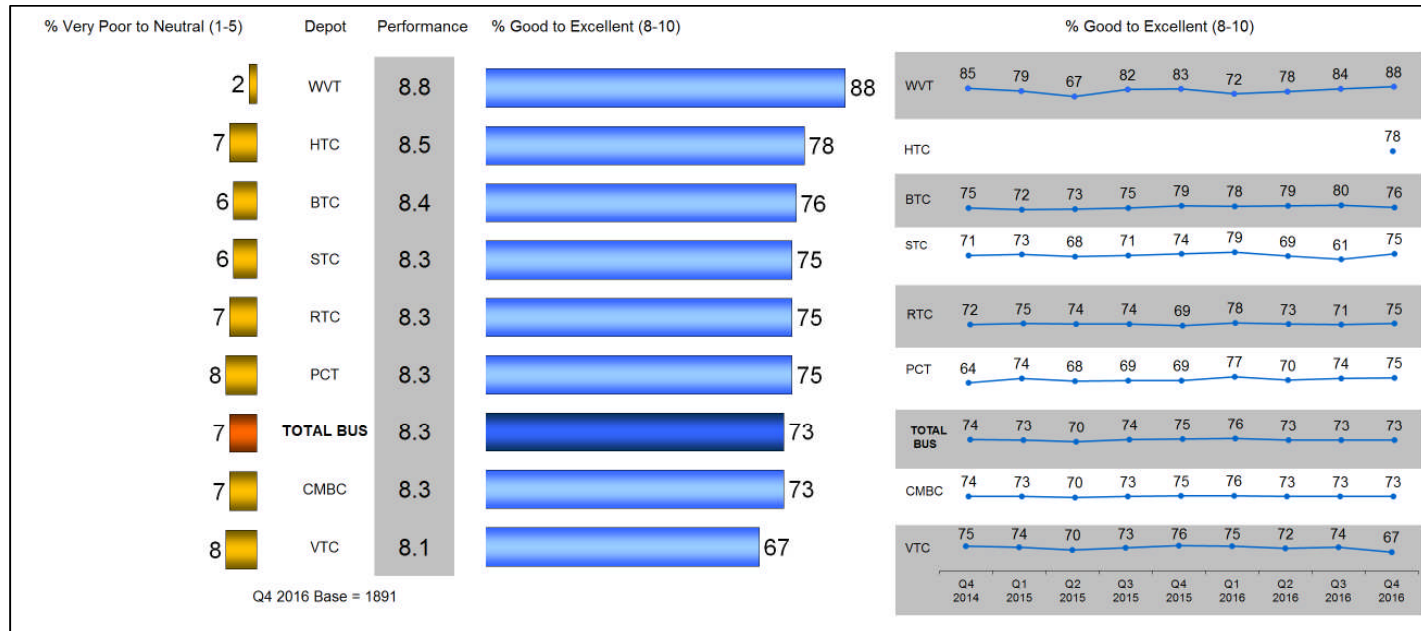 % Very Poor to Neutral (1-5) Depot Performance % Good to Excellent (8-10) % Good to Excellent (8-10)
2 WVT 8.8 88
7 HTC 8.5 78
6 BTC 8.4 76
6 STC 8.3 75
7 RTC 8.3 75
8 PCT 8.3 75
7 TOTAL BUS 8.3 73
7 CMBC 8.3 73
8 VTC 8.1 67
Q4 2016 Base = 1891
85 79 67 82 83 72 78 84 88
WVT
78
HTC
75 72 73 75 79 78 79 80 76
BTC
71 73 68 71 74 79 69 61 75
STC
72 75 74 74 69 78 73 71 75
RTC
64 74 68 69 69 77 70 74 75
PCT
74 73 70 74 75 76 73 73 73
TOTAL
BUS
74 73 70 73 75 76 73 73 73
CMBC
75 74 70 73 76 75 72 74 67
VTC
Q4 Q1 Q2 Q3 Q4 Q1 Q2 Q3 Q4
2014 2015 2015 2015 2015 2016 2016 2016 2016